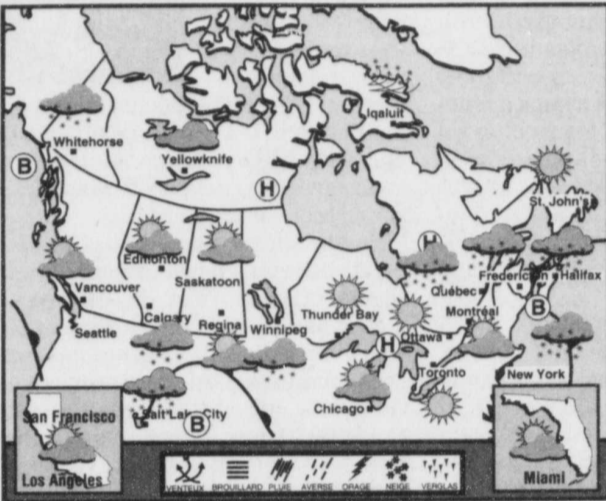 Iqaluit
Whitehorse
B
Yellowknife
H
St. John's
H
Edmonton
Saskatoon
Vancouver
Fredericton
Halifax
Québec
B
Calgary
Regina
Winnipeg
Thunder Bay
Montréal
Seattle
H
Ottawa
Toronto
New York
San Francisco
Salt Lake City
Chicago
B
Los Angeles
Miami
VENTEUX BROUILLARD PLUIE AVERSE ORAGE NEIGE VERGLAS